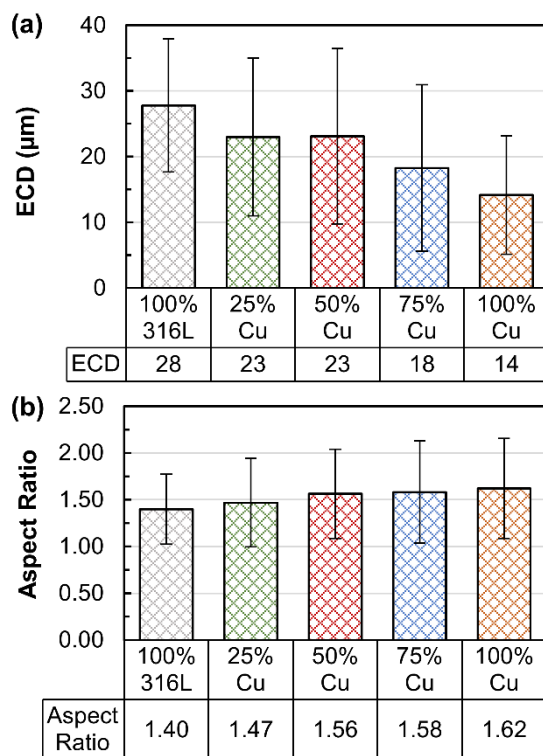 (a)
40
30
20
10
0
ECD (µm)
100% 25% 50% 75% 100%
316L Cu Cu Cu Cu
ECD 28 23 23 18 14
(b)
2.50
2.00
1.50
1.00
0.50
0.00
Aspect Ratio
100% 25% 50% 75% 100%
316L Cu Cu Cu Cu
Aspect
Ratio 1.40 1.47 1.56 1.58 1.62